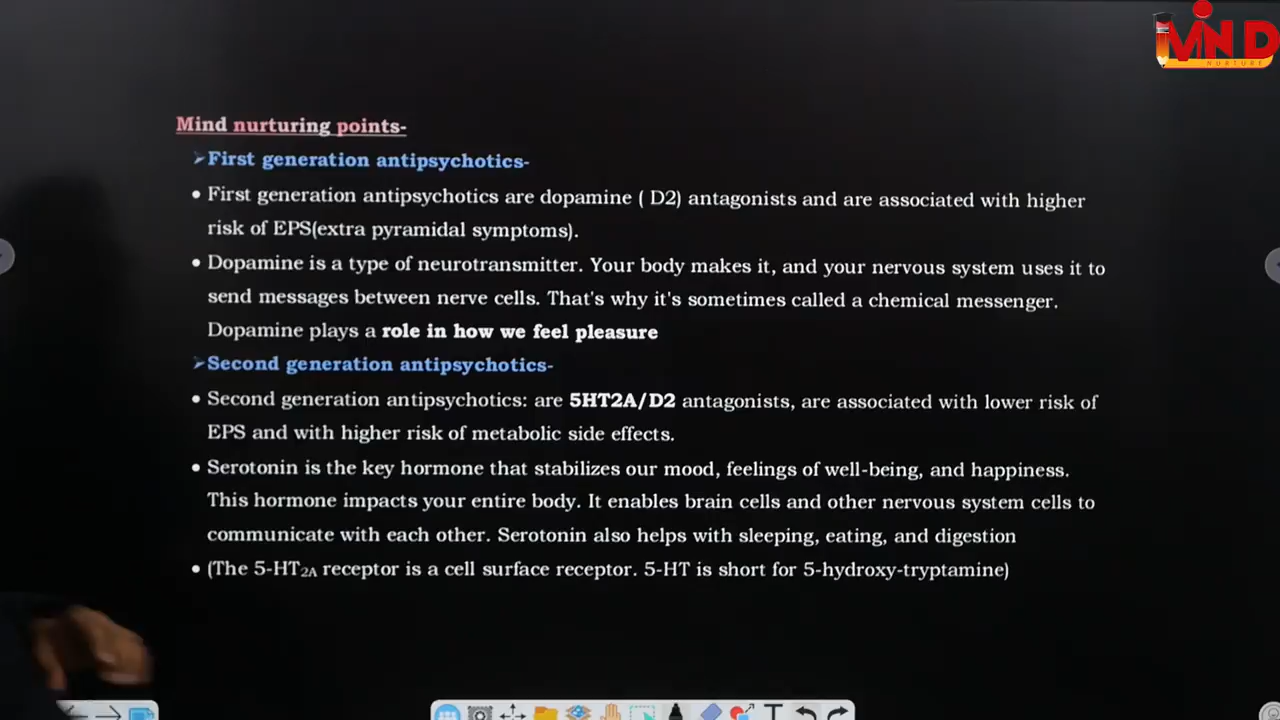 MIND
NURTURE
Mind nurturing points-
➢First generation antipsychotics-
• First generation antipsychotics are dopamine ( D2) antagonists and are associated with higher
risk of EPS(extra pyramidal symptoms).
• Dopamine is a type of neurotransmitter. Your body makes it, and your nervous system uses it to
send messages between nerve cells. That's why it's sometimes called a chemical messenger.
Dopamine plays a role in how we feel pleasure
➢Second generation antipsychotics-
• Second generation antipsychotics: are 5HT2A/D2 antagonists, are associated with lower risk of
EPS and with higher risk of metabolic side effects.
• Serotonin is the key hormone that stabilizes our mood, feelings of well-being, and happiness.
This hormone impacts your entire body. It enables brain cells and other nervous system cells to
communicate with each other. Serotonin also helps with sleeping, eating, and digestion
• (The 5-HT2A receptor is a cell surface receptor. 5-HT is short for 5-hydroxy-tryptamine)